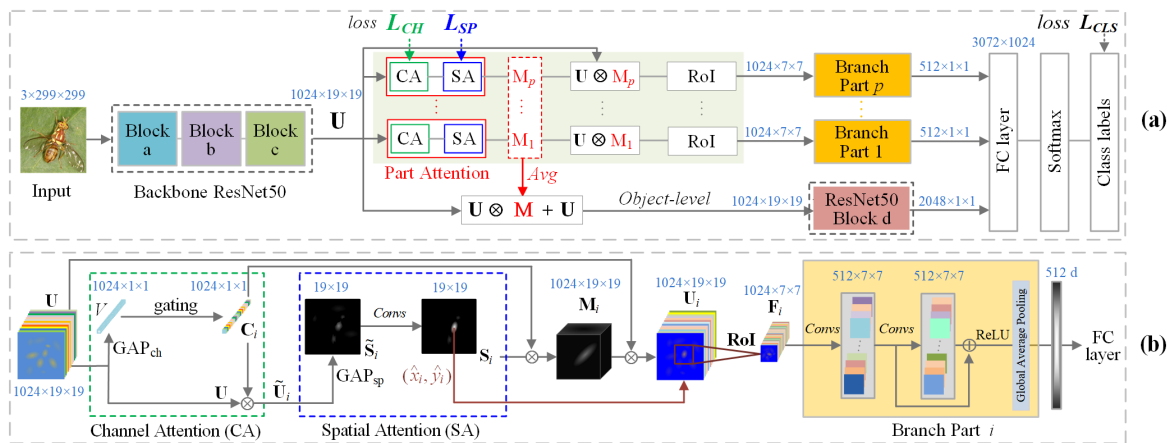 loss L_CH L_SP
loss L_CLS
3×299×299
1024×19×19
U
Block a
Block b
Block c
Input
Backbone ResNet50
CA SA M_p U ⊗ M_p RoI
1024×7×7
Branch Part p
512×1×1
3072×1024
CA SA M_1 U ⊗ M_1 RoI
1024×7×7
Branch Part 1
512×1×1
Part Attention
Avg
U ⊗ M + U
Object-level
1024×19×19
ResNet50 Block d
2048×1×1
FC layer
Softmax
Class labels
(a)
U
1024×19×19
1024×1×1
V
gating
1024×1×1
C_i
GAP_ch
U
Ũ_i
Channel Attention (CA)
19×19
Convs
19×19
S̃_i
GAP_sp
(x̂_i, ŷ_i)
S_i
Spatial Attention (SA)
1024×19×19
M_i
1024×19×19
U_i
RoI
1024×7×7
F_i
Convs
512×7×7
Convs
512×7×7
ReLU
Global Average Pooling
Branch Part i
512 d
FC layer
(b)